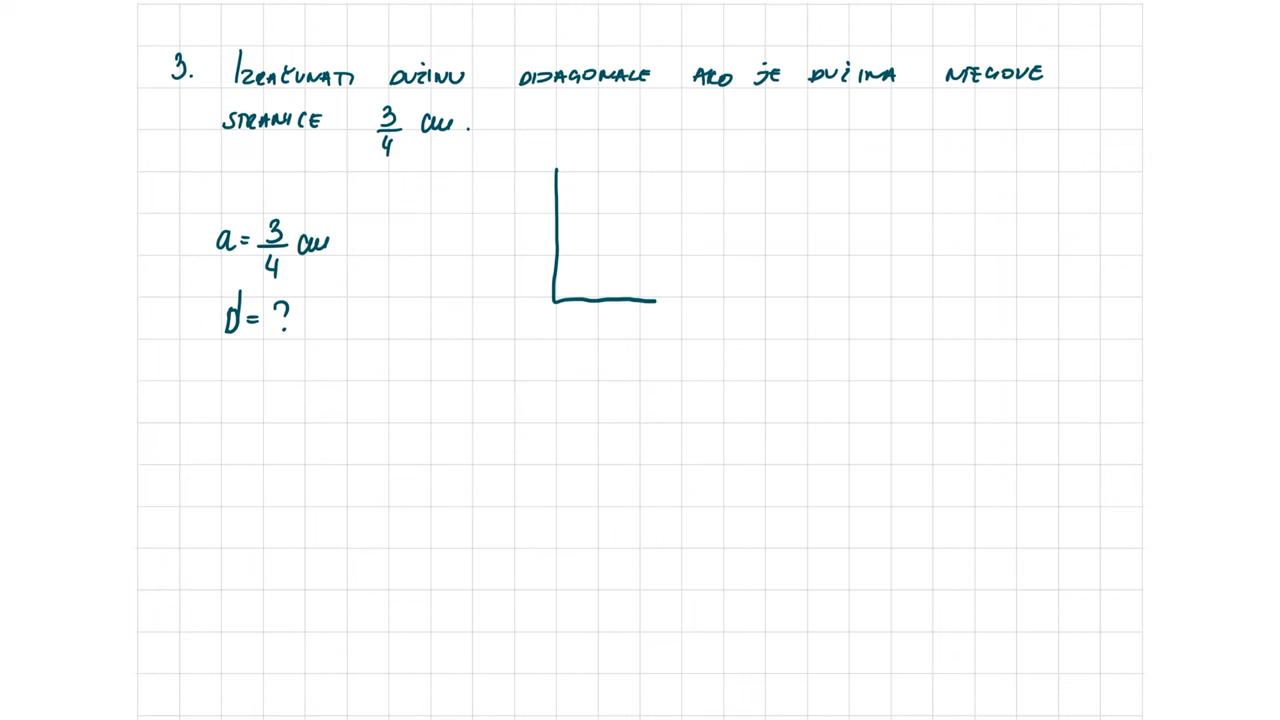 3. IZRAČUNATI DUŽINU DIJAGONALE AKO JE DUŽINA NJEGOVE
STRANICE 3/4 cm.
a = 3/4 cm
d = ?